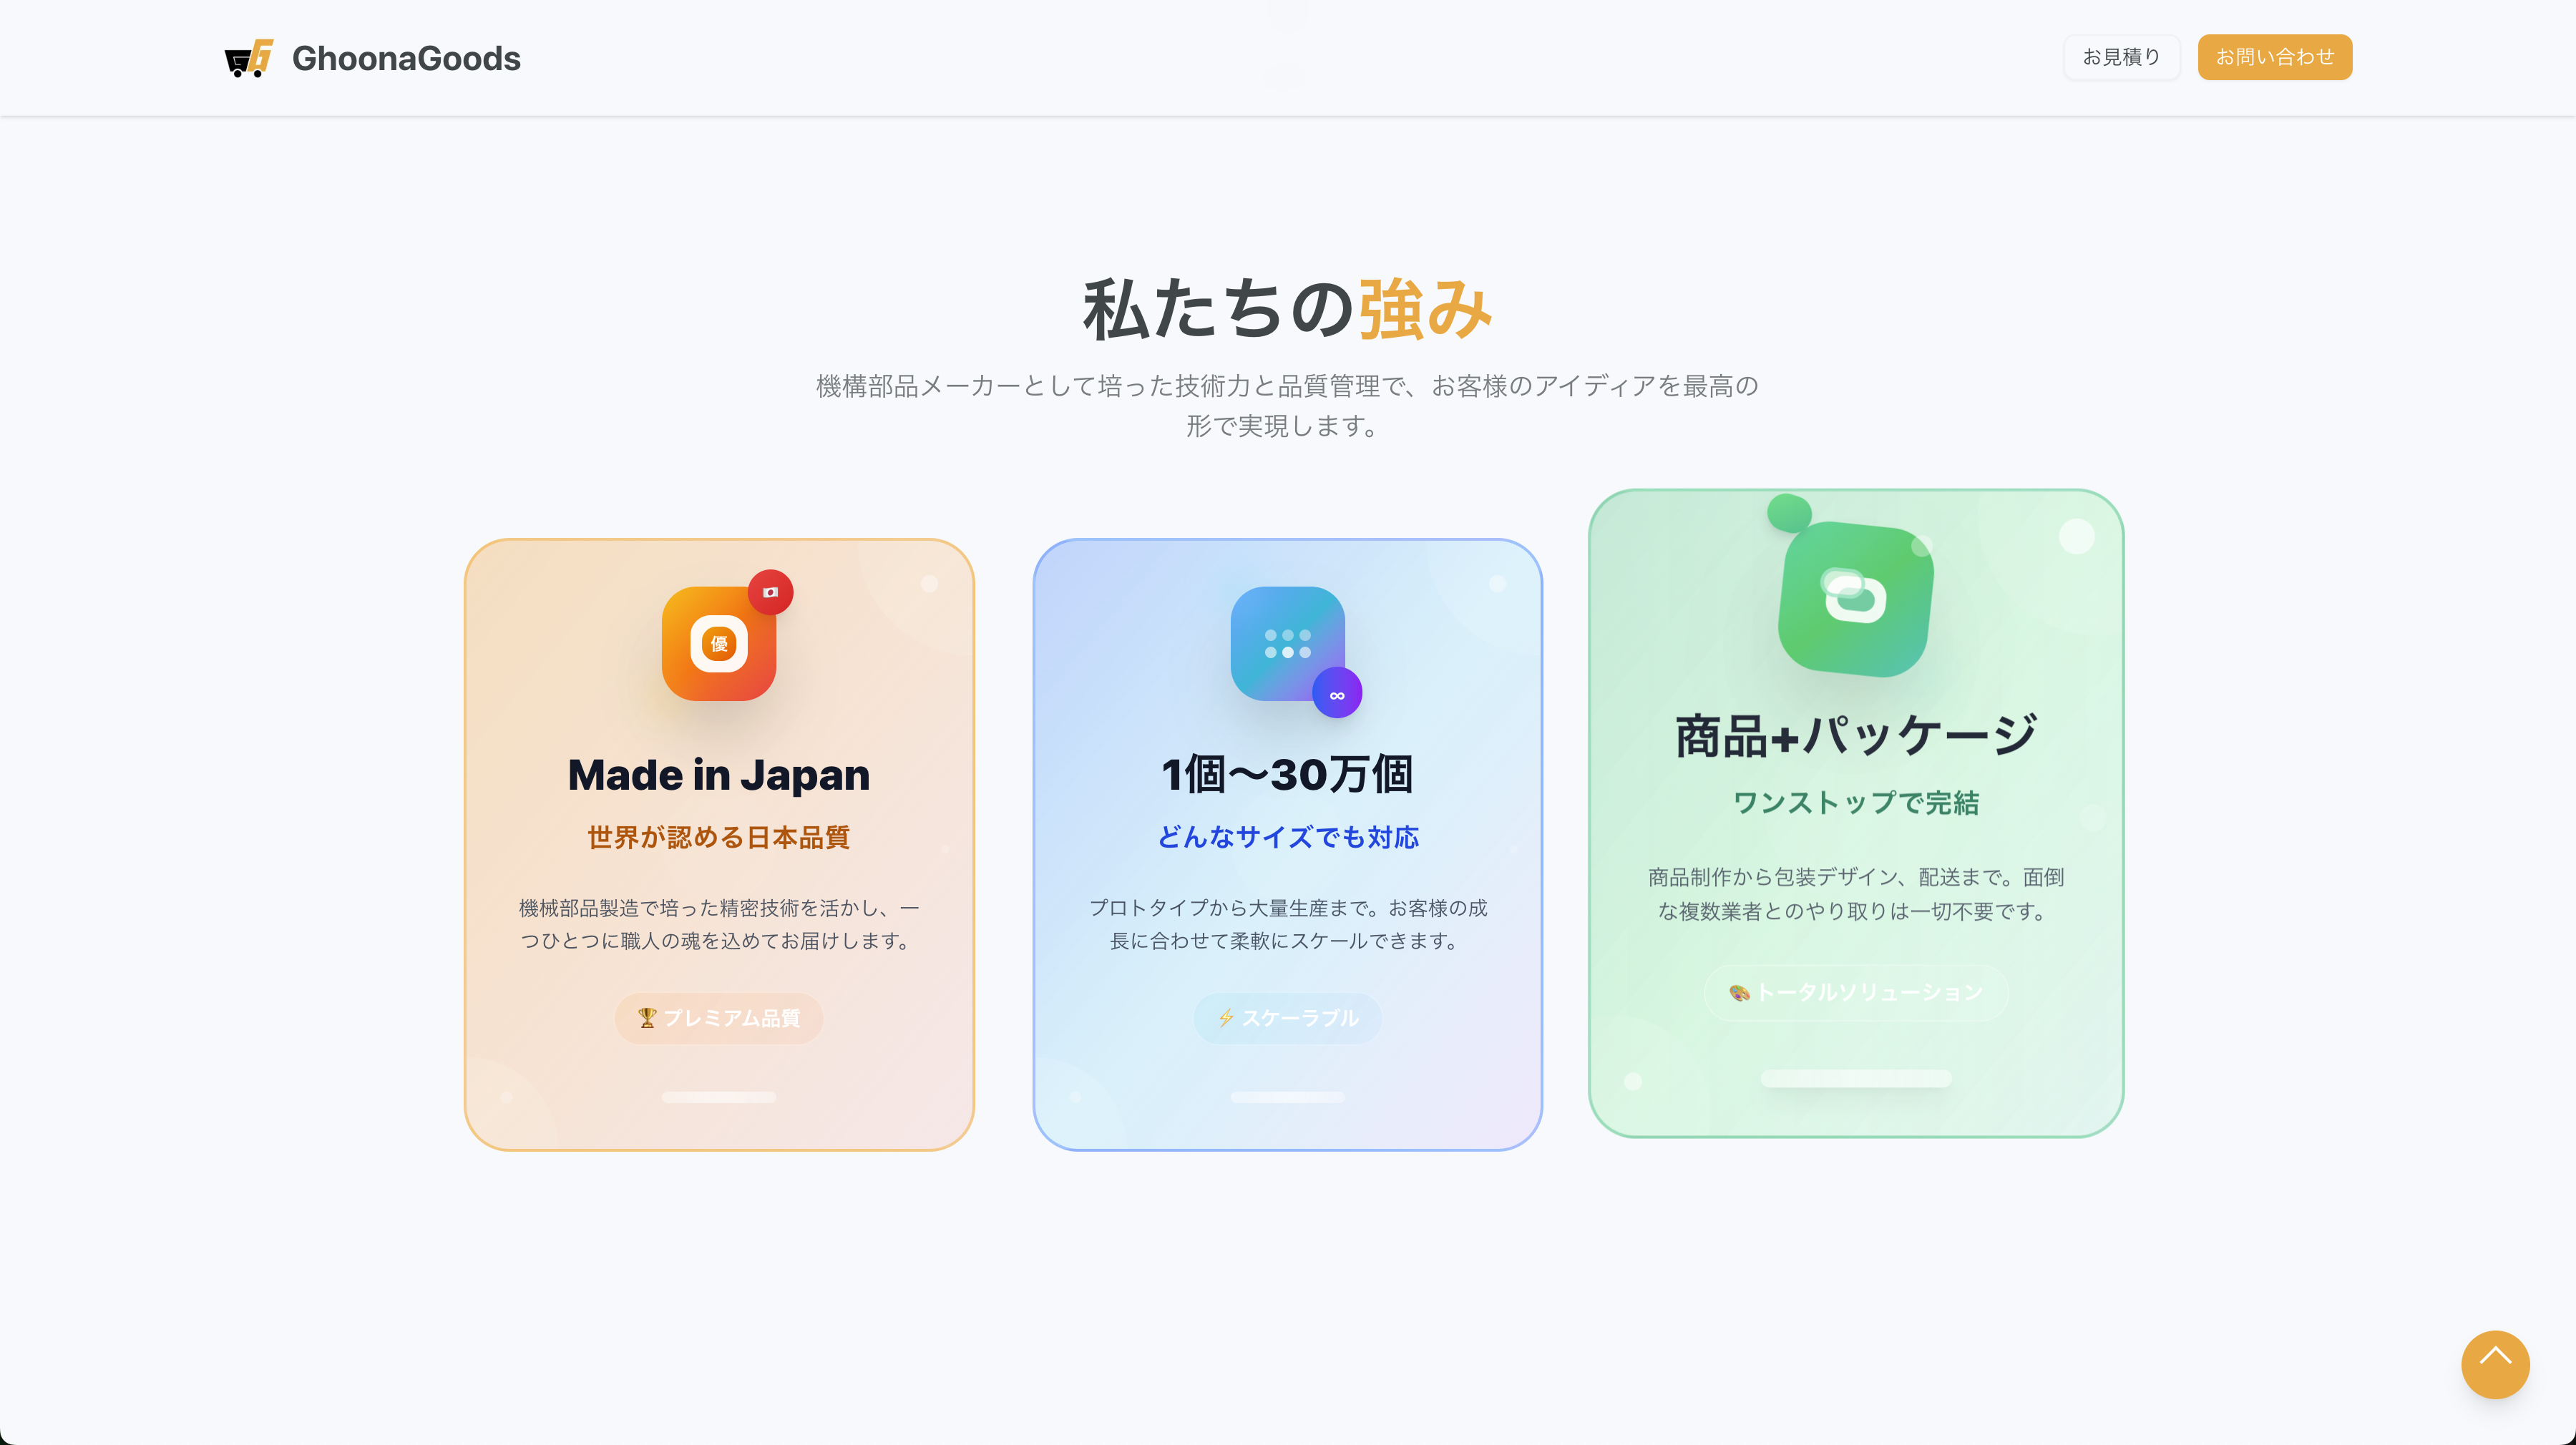 GhoonaGoods
お見積り
お問い合わせ
私たちの強み
機構部品メーカーとして培った技術力と品質管理で、お客様のアイディアを最高の
形で実現します。
優
Made in Japan
世界が認める日本品質
機械部品製造で培った精密技術を活かし、一
つひとつに職人の魂を込めてお届けします。
🏆 プレミアム品質
∞
1個〜30万個
どんなサイズでも対応
プロトタイプから大量生産まで。お客様の成
長に合わせて柔軟にスケールできます。
⚡ スケーラブル
商品+パッケージ
ワンストップで完結
商品制作から包装デザイン、配送まで。面倒
な複数業者とのやり取りは一切不要です。
🎨 トータルソリューション